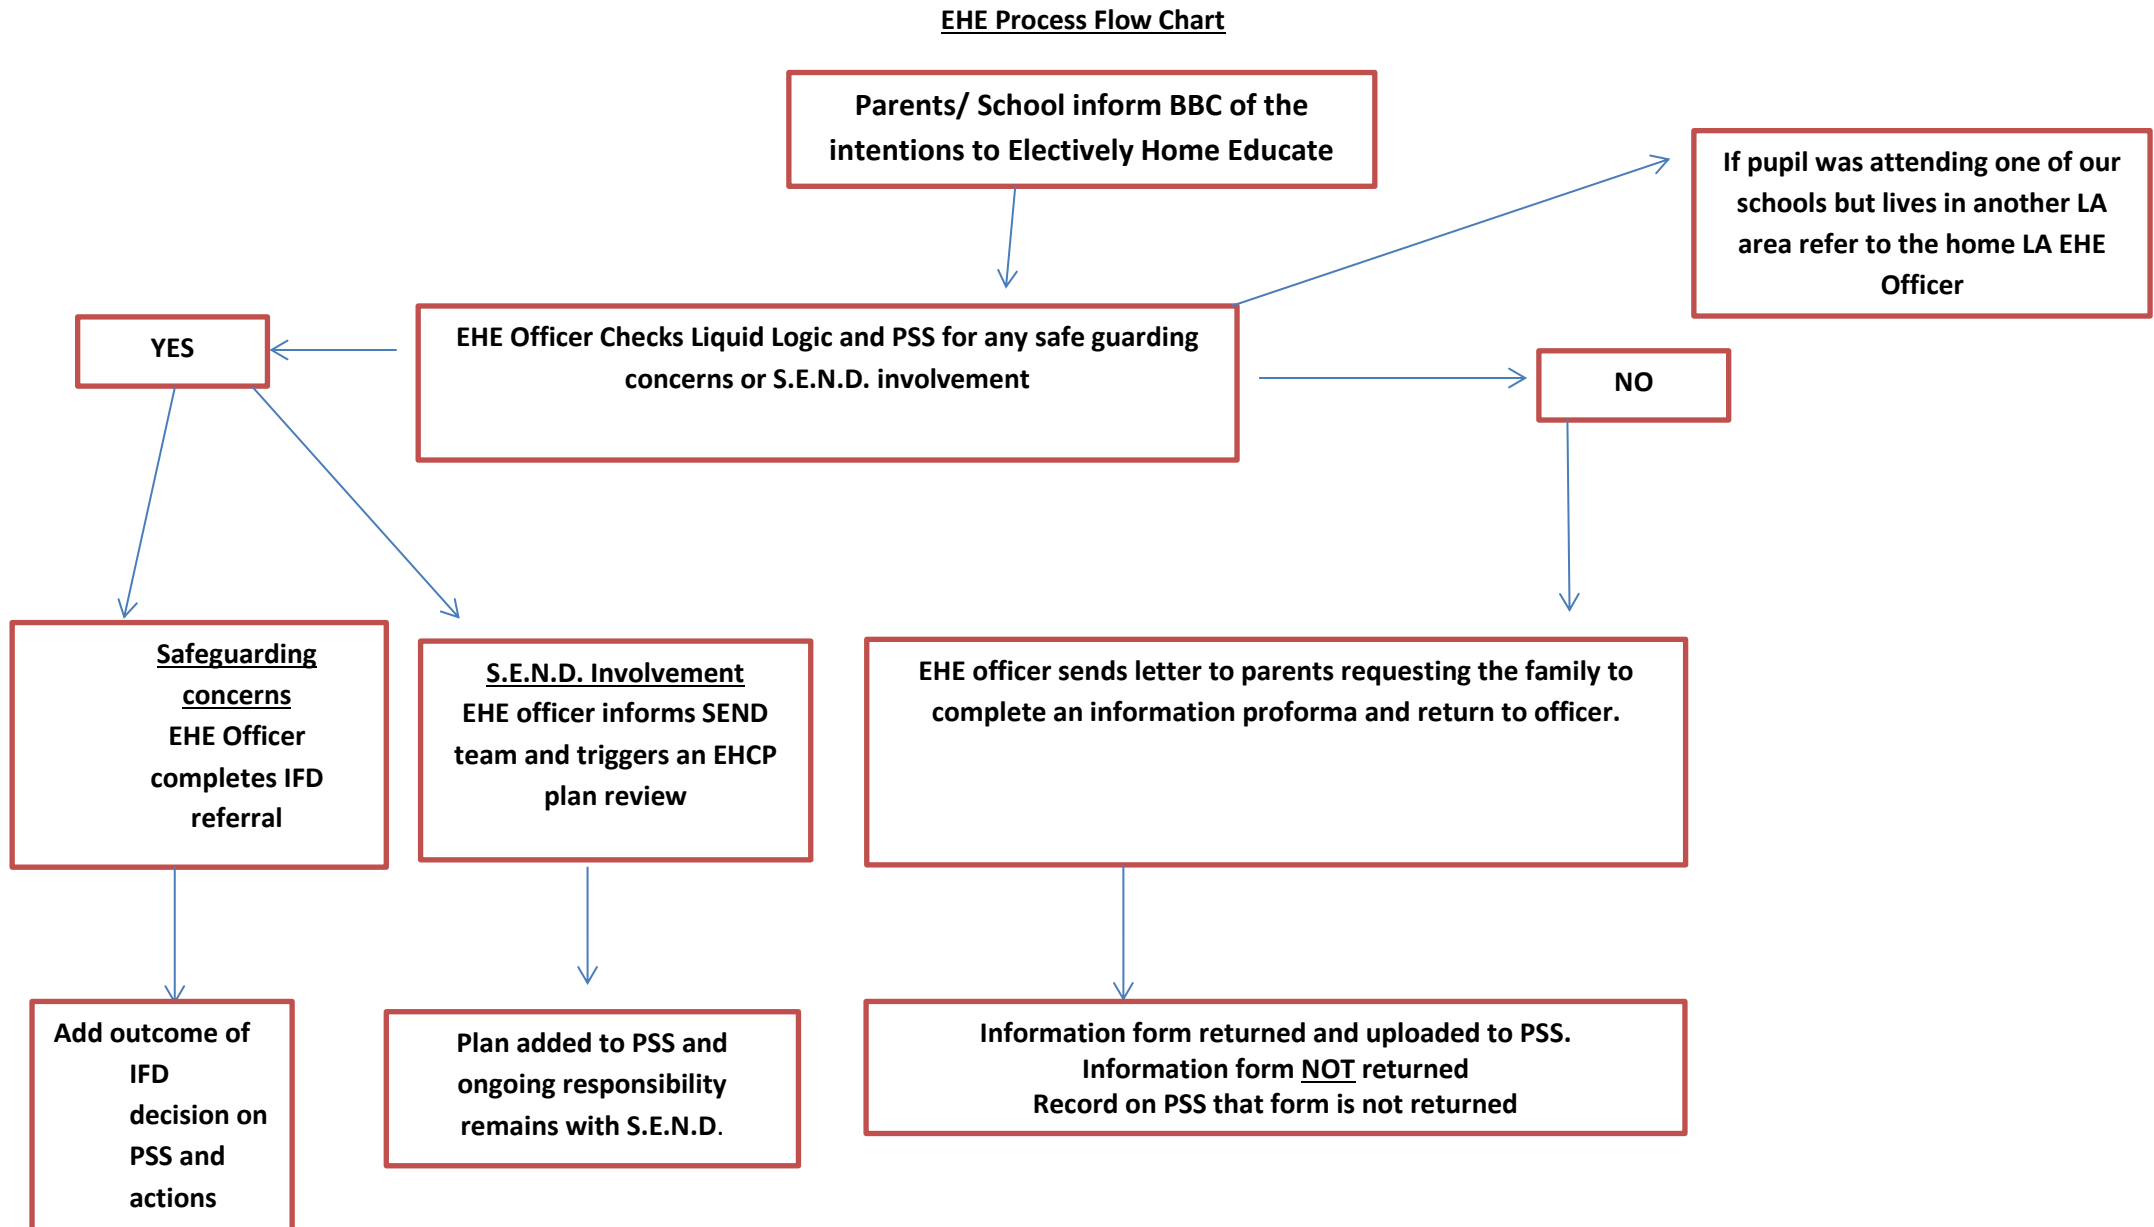 EHE Process Flow Chart
Parents/ School inform BBC of the
intentions to Electively Home Educate
If pupil was attending one of our
schools but lives in another LA
area refer to the home LA EHE
Officer
YES
EHE Officer Checks Liquid Logic and PSS for any safe guarding
concerns or S.E.N.D. involvement
NO
Safeguarding
concerns
EHE Officer
completes IFD
referral
S.E.N.D. Involvement
EHE officer informs SEND
team and triggers an EHCP
plan review
EHE officer sends letter to parents requesting the family to
complete an information proforma and return to officer.
Add outcome of
IFD
decision on
PSS and
actions
Plan added to PSS and
ongoing responsibility
remains with S.E.N.D.
Information form returned and uploaded to PSS.
Information form NOT returned
Record on PSS that form is not returned